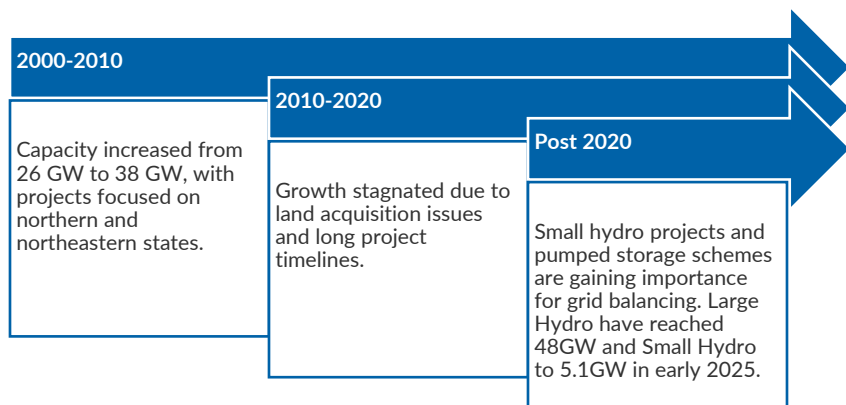 2000-2010
Capacity increased from
26 GW to 38 GW, with
projects focused on
northern and
northeastern states.
2010-2020
Growth stagnated due to
land acquisition issues
and long project
timelines.
Post 2020
Small hydro projects and
pumped storage schemes
are gaining importance
for grid balancing. Large
Hydro have reached
48GW and Small Hydro
to 5.1GW in early 2025.